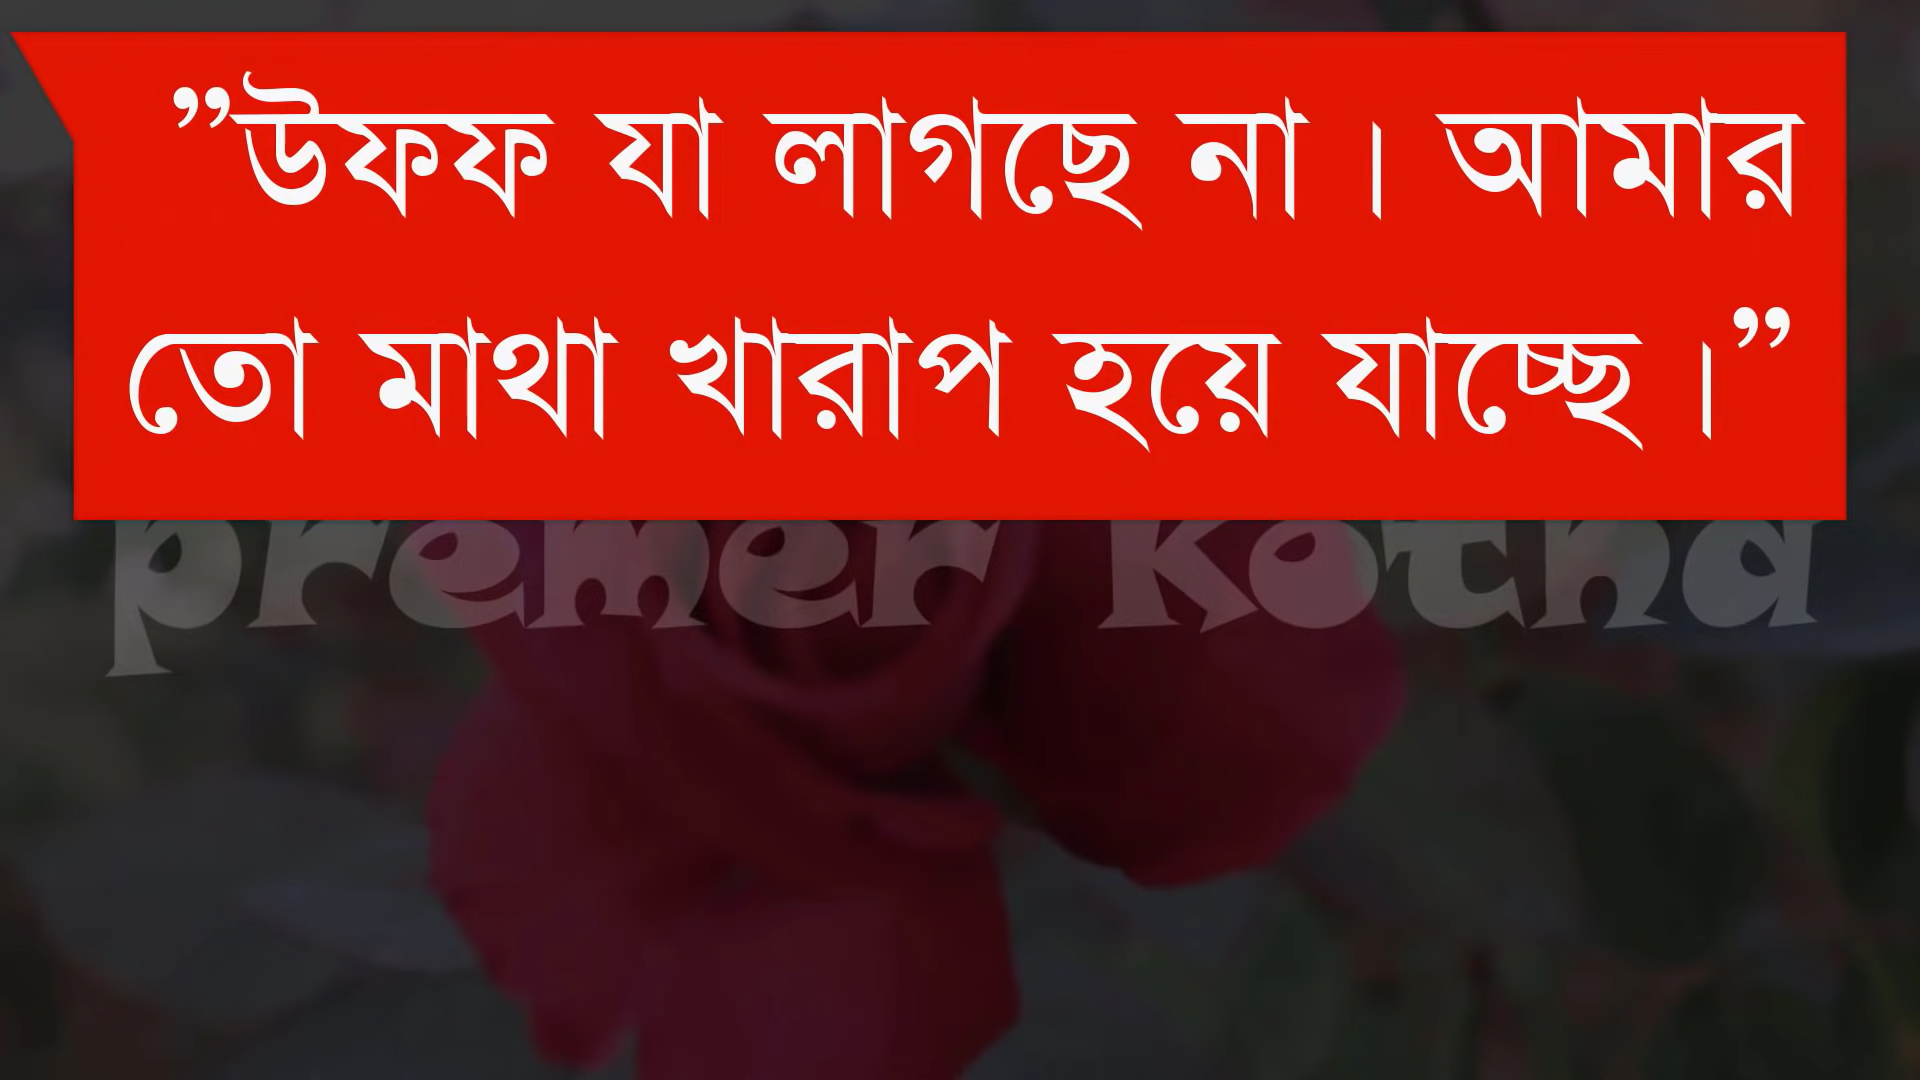 ”উফফ যা লাগছে না। আমার
তো মাথা খারাপ হয়ে যাচ্ছে।”
premer kotha